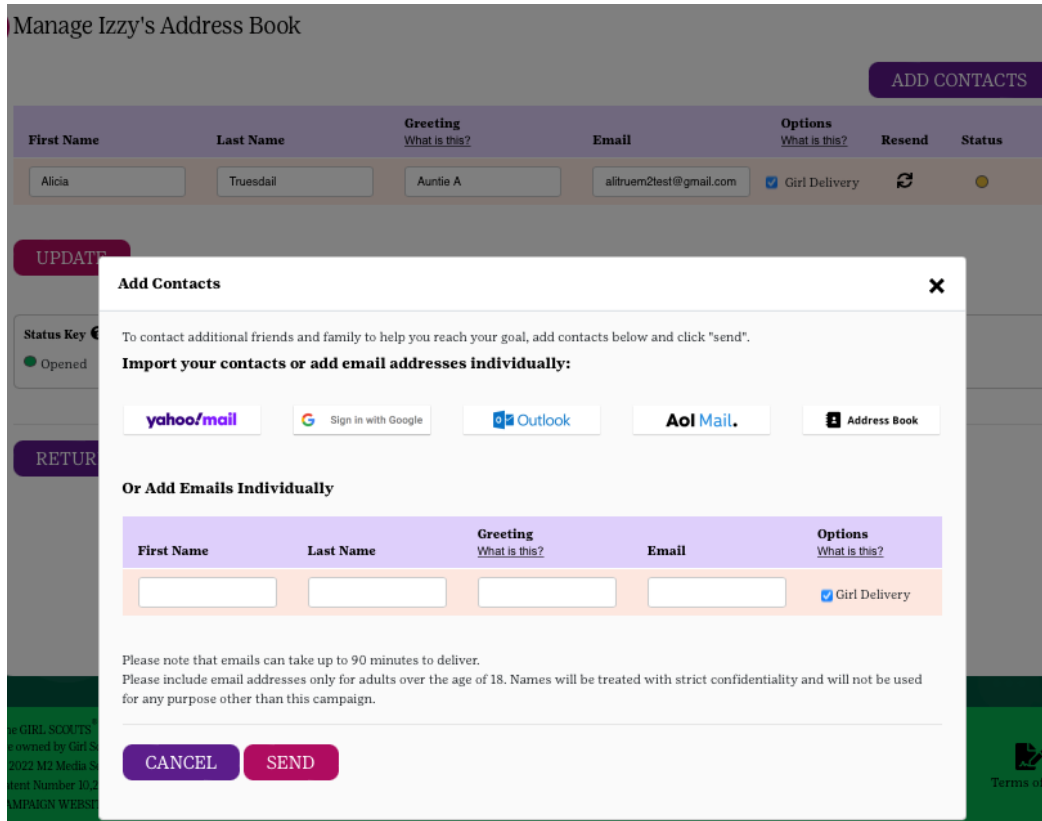 Manage Izzy's Address Book
ADD CONTACTS
First Name Last Name Greeting What is this? Email Options What is this? Resend Status
Alicia Truesdail Auntie A alitruem2test@gmail.com Girl Delivery
UPDATE
Add Contacts
Status Key
Opened
To contact additional friends and family to help you reach your goal, add contacts below and click "send".
Import your contacts or add email addresses individually:
yahoo!mail Sign in with Google Outlook Aol Mail. Address Book
RETUR
Or Add Emails Individually
First Name Last Name Greeting What is this? Email Options What is this?
Girl Delivery
Please note that emails can take up to 90 minutes to deliver.
Please include email addresses only for adults over the age of 18. Names will be treated with strict confidentiality and will not be used
for any purpose other than this campaign.
CANCEL SEND
he GIRL SCOUTS®
e owned by Girl Sc
2022 M2 Media S
tent Number 10,2
AMPAIGN WEBSIT
Terms of